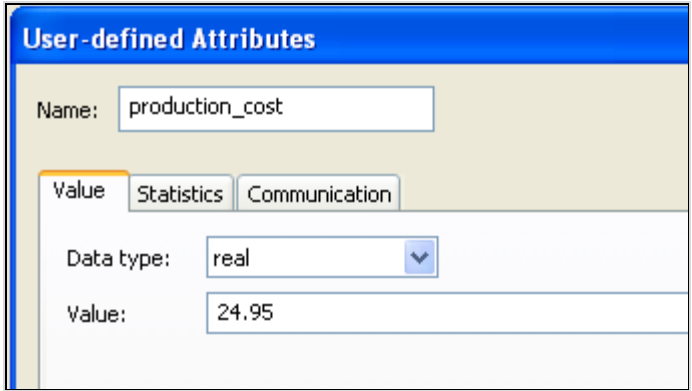 User-defined Attributes
Name: production_cost
Value Statistics Communication
Data type: real
Value: 24.95